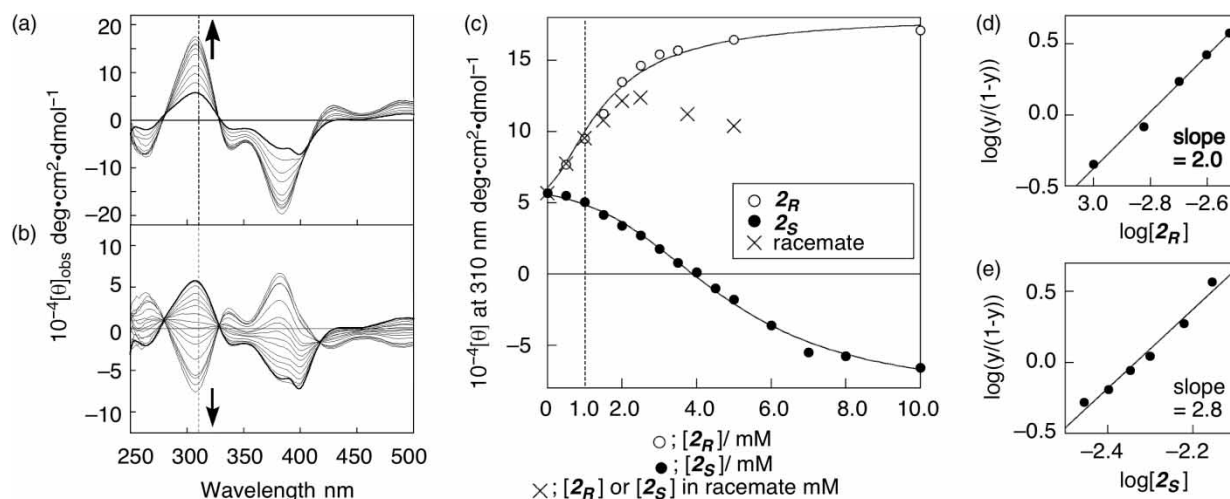 (a)
20
15
10
5
0
−5
−10
−15
−20
(b)
10
5
0
−5
−10
10⁻⁴[θ]obs deg•cm²•dmol⁻¹
250 300 350 400 450 500
Wavelength nm
(c)
15
10
5
0
−5
10⁻⁴[θ] at 310 nm deg•cm²•dmol⁻¹
2R
2S
racemate
0 1.0 2.0 4.0 6.0 8.0 10.0
○ ; [2R]/ mM
● ; [2S]/ mM
× ; [2R] or [2S] in racemate mM
(d)
0.5
0.0
−0.5
log(y/(1-y))
slope
= 2.0
3.0 −2.8 −2.6
log[2R]
(e)
0.5
0.0
−0.5
log(y/(1-y))
slope
= 2.8
−2.4 −2.2
log[2S]